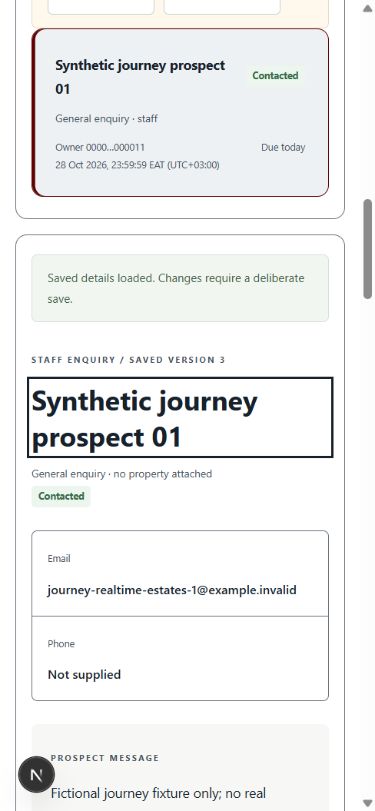 Synthetic journey prospect
01
Contacted
General enquiry · staff
Owner 0000…000011
Due today
28 Oct 2026, 23:59:59 EAT (UTC+03:00)
Saved details loaded. Changes require a deliberate
save.
STAFF ENQUIRY / SAVED VERSION 3
Synthetic journey
prospect 01
General enquiry · no property attached
Contacted
Email
journey-realtime-estates-1@example.invalid
Phone
Not supplied
PROSPECT MESSAGE
N
Fictional journey fixture only; no real